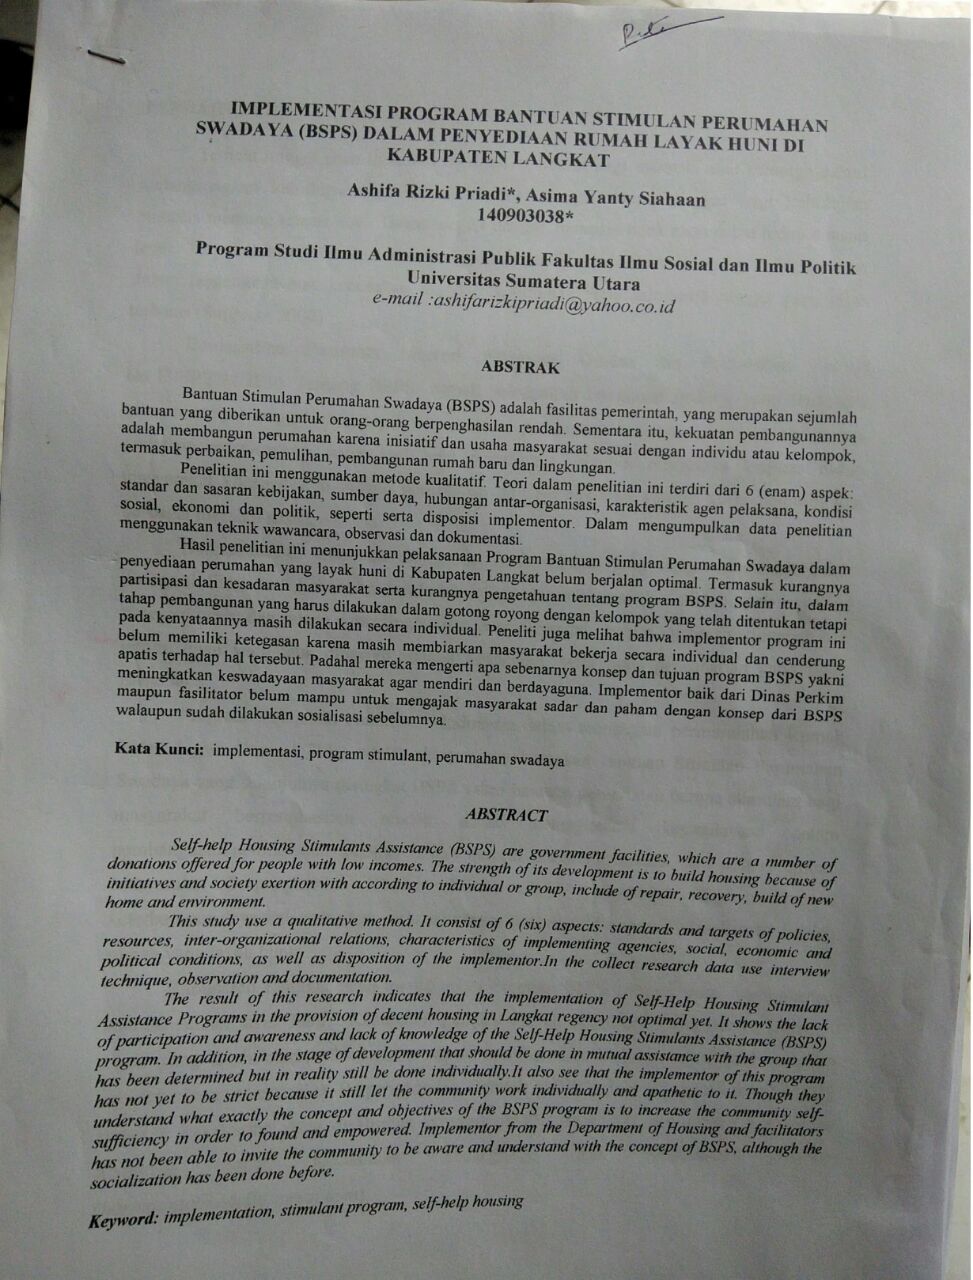 IMPLEMENTASI PROGRAM BANTUAN STIMULAN PERUMAHAN
SWADAYA (BSPS) DALAM PENYEDIAAN RUMAH LAYAK HUNI DI
KABUPATEN LANGKAT
Ashifa Rizki Priadi*, Asima Yanty Siahaan
140903038*
Program Studi Ilmu Administrasi Publik Fakultas Ilmu Sosial dan Ilmu Politik
Universitas Sumatera Utara
e-mail :ashifarizkipriadi@yahoo.co.id
ABSTRAK
Bantuan Stimulan Perumahan Swadaya (BSPS) adalah fasilitas pemerintah, yang merupakan sejumlah
bantuan yang diberikan untuk orang-orang berpenghasilan rendah. Sementara itu, kekuatan pembangunannya
adalah membangun perumahan karena inisiatif dan usaha masyarakat sesuai dengan individu atau kelompok,
termasuk perbaikan, pemulihan, pembangunan rumah baru dan lingkungan.
Penelitian ini menggunakan metode kualitatif. Teori dalam penelitian ini terdiri dari 6 (enam) aspek:
standar dan sasaran kebijakan, sumber daya, hubungan antar-organisasi, karakteristik agen pelaksana, kondisi
sosial, ekonomi dan politik, seperti serta disposisi implementor. Dalam mengumpulkan data penelitian
menggunakan teknik wawancara, observasi dan dokumentasi.
Hasil penelitian ini menunjukkan pelaksanaan Program Bantuan Stimulan Perumahan Swadaya dalam
penyediaan perumahan yang layak huni di Kabupaten Langkat belum berjalan optimal. Termasuk kurangnya
partisipasi dan kesadaran masyarakat serta kurangnya pengetahuan tentang program BSPS. Selain itu, dalam
tahap pembangunan yang harus dilakukan dalam gotong royong dengan kelompok yang telah ditentukan tetapi
pada kenyataannya masih dilakukan secara individual. Peneliti juga melihat bahwa implementor program ini
belum memiliki ketegasan karena masih membiarkan masyarakat bekerja secara individual dan cenderung
apatis terhadap hal tersebut. Padahal mereka mengerti apa sebenarnya konsep dan tujuan program BSPS yakni
meningkatkan keswadayaan masyarakat agar mendiri dan berdayaguna. Implementor baik dari Dinas Perkim
maupun fasilitator belum mampu untuk mengajak masyarakat sadar dan paham dengan konsep dari BSPS
walaupun sudah dilakukan sosialisasi sebelumnya.
Kata Kunci: implementasi, program stimulant, perumahan swadaya
ABSTRACT
Self-help Housing Stimulants Assistance (BSPS) are government facilities, which are a number of
donations offered for people with low incomes. The strength of its development is to build housing because of
initiatives and society exertion with according to individual or group, include of repair, recovery, build of new
home and environment.
This study use a qualitative method. It consist of 6 (six) aspects: standards and targets of policies,
resources, inter-organizational relations, characteristics of implementing agencies, social, economic and
political conditions, as well as disposition of the implementor.In the collect research data use interview
technique, observation and documentation.
The result of this research indicates that the implementation of Self-Help Housing Stimulant
Assistance Programs in the provision of decent housing in Langkat regency not optimal yet. It shows the lack
of participation and awareness and lack of knowledge of the Self-Help Housing Stimulants Assistance (BSPS)
program. In addition, in the stage of development that should be done in mutual assistance with the group that
has been determined but in reality still be done individually.It also see that the implementor of this program
has not yet to be strict because it still let the community work individually and apathetic to it. Though they
understand what exactly the concept and objectives of the BSPS program is to increase the community self-
sufficiency in order to found and empowered. Implementor from the Department of Housing and facilitators
has not been able to invite the community to be aware and understand with the concept of BSPS, although the
socialization has been done before.
Keyword: implementation, stimulant program, self-help housing